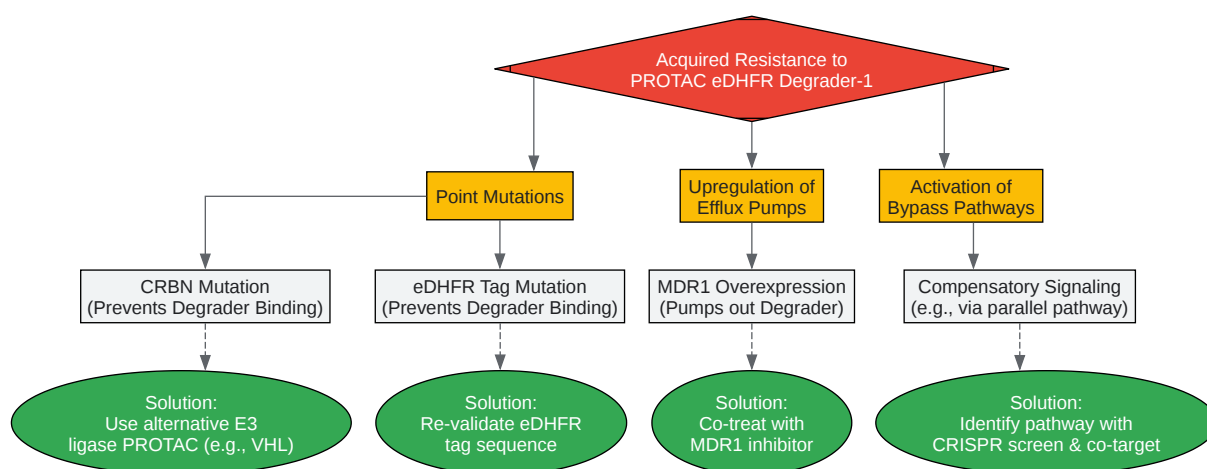 Acquired Resistance to
PROTAC eDHFR Degrader-1
Point Mutations
Upregulation of
Efflux Pumps
Activation of
Bypass Pathways
CRBN Mutation
(Prevents Degrader Binding)
eDHFR Tag Mutation
(Prevents Degrader Binding)
MDR1 Overexpression
(Pumps out Degrader)
Compensatory Signaling
(e.g., via parallel pathway)
Solution:
Use alternative E3
ligase PROTAC (e.g., VHL)
Solution:
Re-validate eDHFR
tag sequence
Solution:
Co-treat with
MDR1 inhibitor
Solution:
Identify pathway with
CRISPR screen & co-target